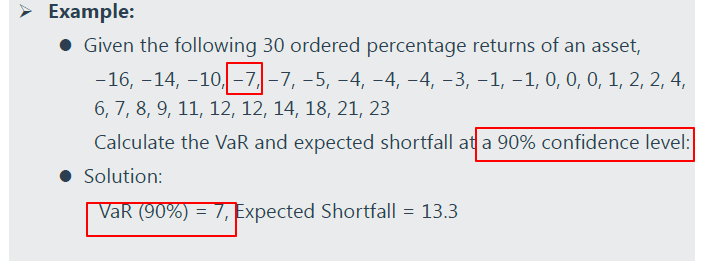 ➢ Example:
● Given the following 30 ordered percentage returns of an asset,
−16, −14, −10, −7, −7, −5, −4, −4, −4, −3, −1, −1, 0, 0, 0, 1, 2, 2, 4,
6, 7, 8, 9, 11, 12, 12, 14, 18, 21, 23
Calculate the VaR and expected shortfall at a 90% confidence level:
● Solution:
VaR (90%) = 7, Expected Shortfall = 13.3